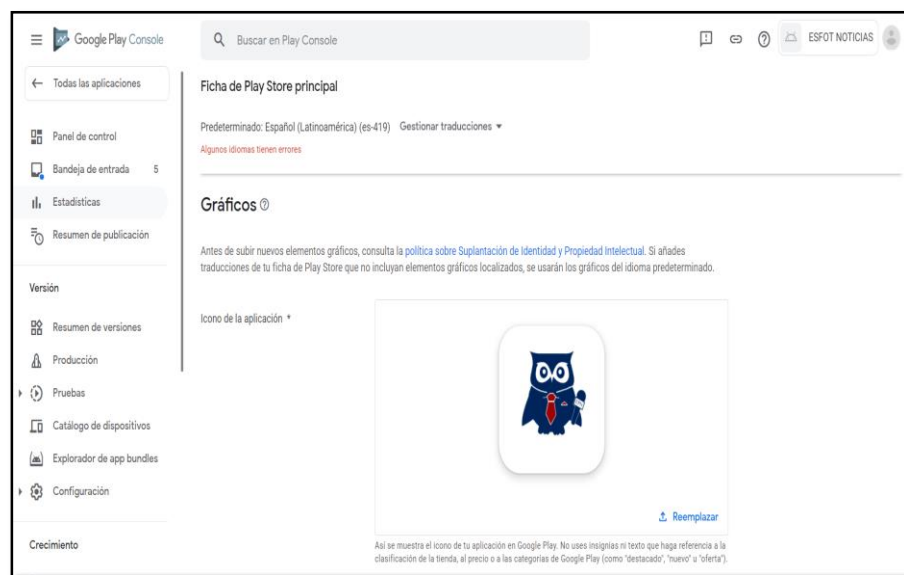 Google Play Console
Buscar en Play Console
ESFOT NOTICIAS
Todas las aplicaciones
Panel de control
Bandeja de entrada 5
Estadísticas
Resumen de publicación
Versión
Resumen de versiones
Producción
Pruebas
Catálogo de dispositivos
Explorador de app bundles
Configuración
Crecimiento
Ficha de Play Store principal
Predeterminado: Español (Latinoamérica) (es-419) Gestionar traducciones
Algunos idiomas tienen errores
Gráficos
Antes de subir nuevos elementos gráficos, consulta la política sobre Suplantación de Identidad y Propiedad Intelectual. Si añades
traducciones de tu ficha de Play Store que no incluyan elementos gráficos localizados, se usarán los gráficos del idioma predeterminado.
Icono de la aplicación *
Reemplazar
Así se muestra el icono de tu aplicación en Google Play. No uses insignias ni texto que haga referencia a la
clasificación de la tienda, al precio o a las categorías de Google Play (como "destacado", "nuevo" u "oferta").